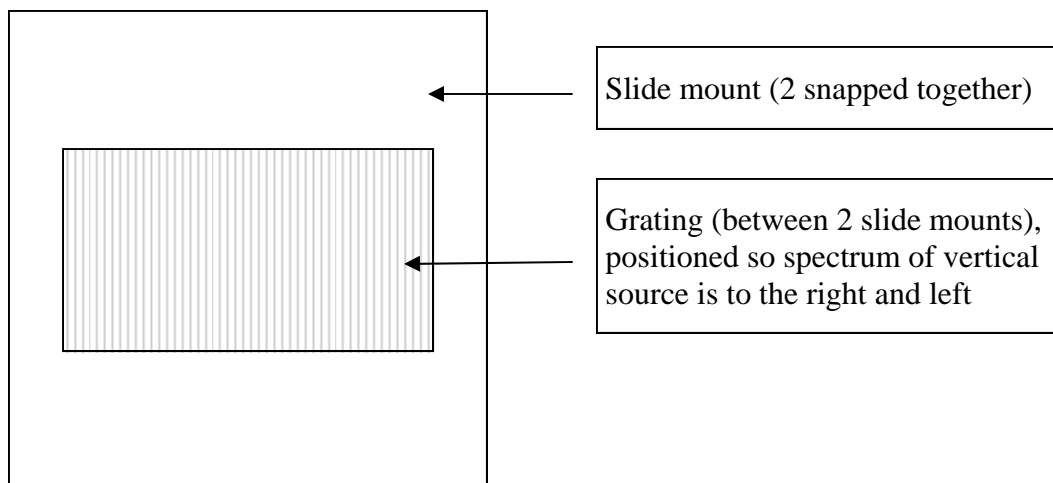 Slide mount (2 snapped together)
Grating (between 2 slide mounts),
positioned so spectrum of vertical
source is to the right and left